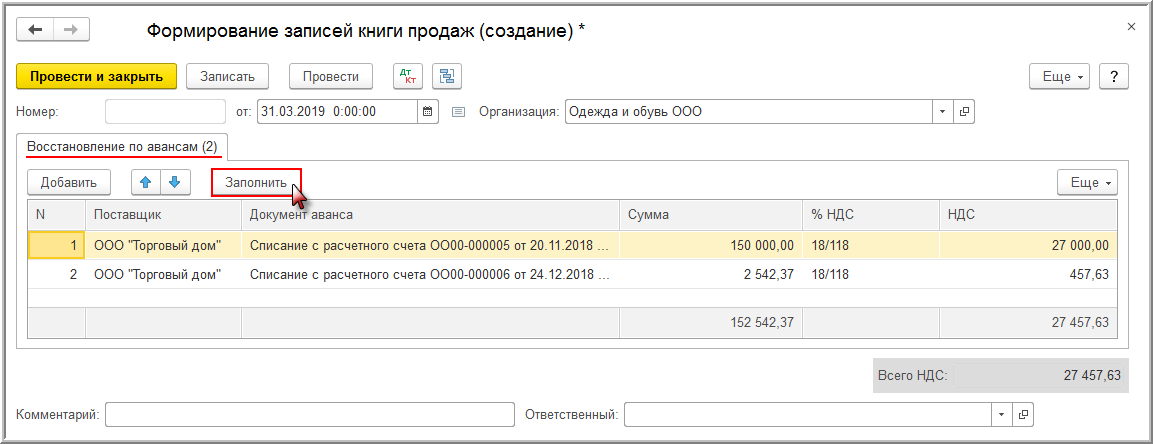 Формирование записей книги продаж (создание) *
Провести и закрыть Записать Провести Дт Кт Еще ?
Номер: от: 31.03.2019 0:00:00 Организация: Одежда и обувь ООО
Восстановление по авансам (2)
Добавить Заполнить Еще
N Поставщик Документ аванса Сумма % НДС НДС
1 ООО "Торговый дом" Списание с расчетного счета ОО00-000005 от 20.11.2018 ... 150 000,00 18/118 27 000,00
2 ООО "Торговый дом" Списание с расчетного счета ОО00-000006 от 24.12.2018 ... 2 542,37 18/118 457,63
152 542,37 27 457,63
Всего НДС: 27 457,63
Комментарий: Ответственный: